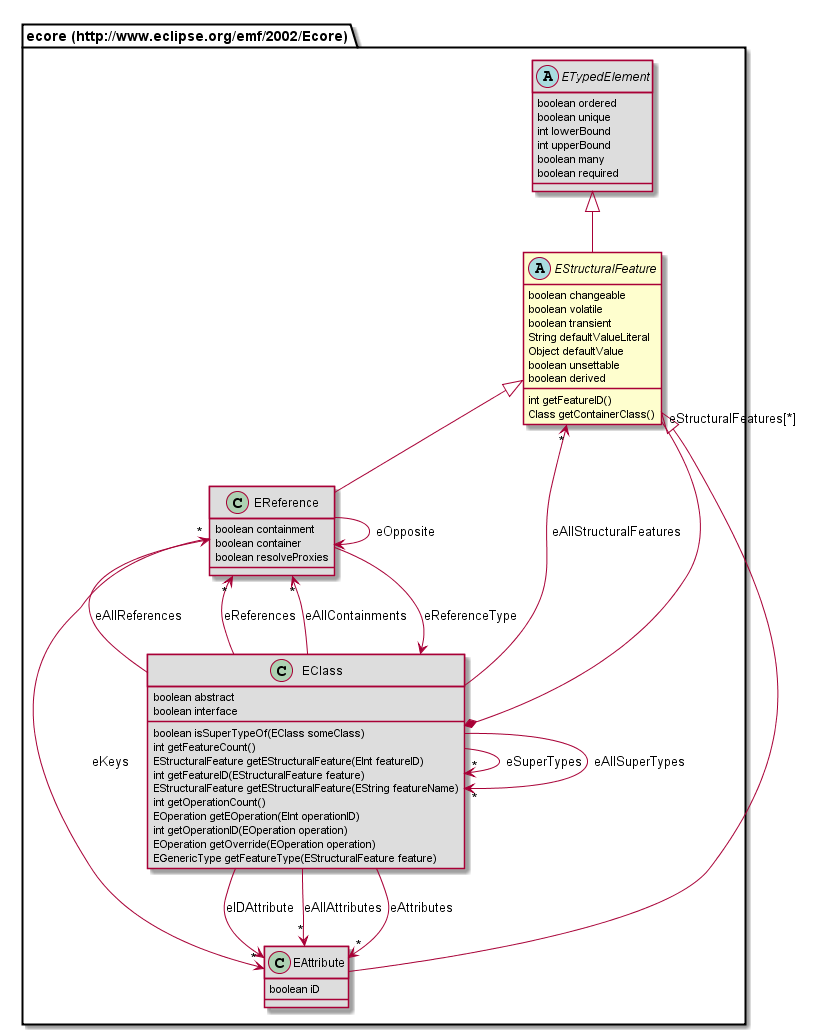 ecore (http://www.eclipse.org/emf/2002/Ecore)
A ETypedElement
boolean ordered
boolean unique
int lowerBound
int upperBound
boolean many
boolean required
A EStructuralFeature
boolean changeable
boolean volatile
boolean transient
String defaultValueLiteral
Object defaultValue
boolean unsettable
boolean derived
int getFeatureID()
Class getContainerClass()
eStructuralFeatures[*]
*
C EReference
boolean containment
boolean container
boolean resolveProxies
*
eOpposite
eAllStructuralFeatures
*
*
eAllReferences
eReferences
eAllContainments
eReferenceType
C EClass
boolean abstract
boolean interface
boolean isSuperTypeOf(EClass someClass)
int getFeatureCount()
EStructuralFeature getEStructuralFeature(EInt featureID)
int getFeatureID(EStructuralFeature feature)
EStructuralFeature getEStructuralFeature(EString featureName)
int getOperationCount()
EOperation getEOperation(EInt operationID)
int getOperationID(EOperation operation)
EOperation getOverride(EOperation operation)
EGenericType getFeatureType(EStructuralFeature feature)
eKeys
*
eSuperTypes
eAllSuperTypes
*
eIDAttribute
eAllAttributes
eAttributes
*
*
*
C EAttribute
boolean iD